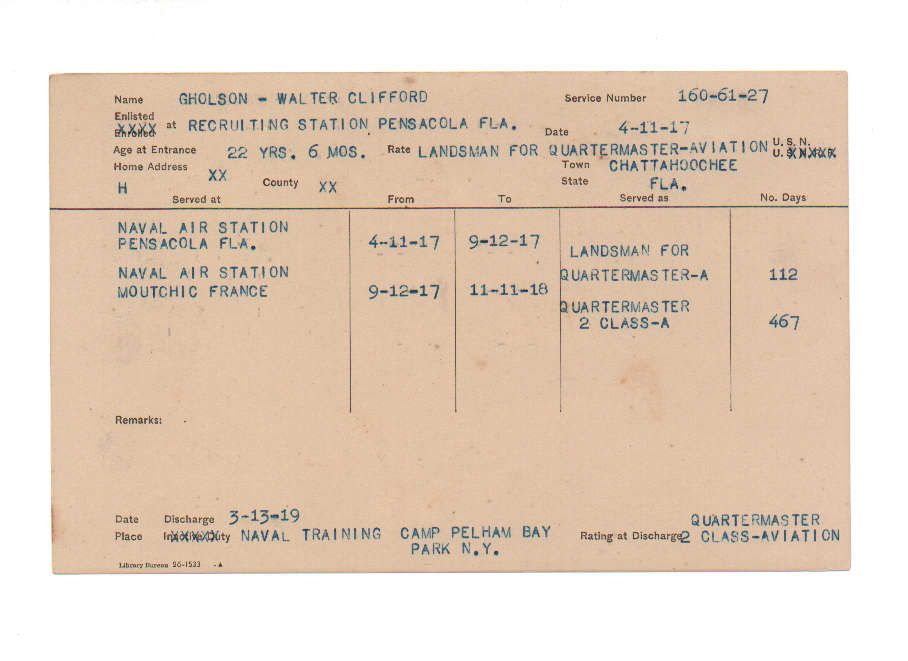 Name GHOLSON - WALTER CLIFFORD Service Number 160-61-27
Enlisted
Enrolled XXXX at RECRUITING STATION PENSACOLA FLA. Date 4-11-17
Age at Entrance 22 YRS. 6 MOS. Rate LANDSMAN FOR QUARTERMASTER-AVIATION U. S. N.
Home Address XX Town CHATTAHOOCHEE
H County XX State FLA.
Served at From To Served as No. Days
NAVAL AIR STATION
PENSACOLA FLA. 4-11-17 9-12-17 LANDSMAN FOR
NAVAL AIR STATION QUARTERMASTER-A 112
MOUTCHIC FRANCE 9-12-17 11-11-18 QUARTERMASTER
2 CLASS-A 467
Remarks:
Date Discharge 3-13-19 QUARTERMASTER
Place Inactive Duty NAVAL TRAINING CAMP PELHAM BAY Rating at Discharge 2 CLASS-AVIATION
PARK N.Y.
Library Bureau 96-1533 -A